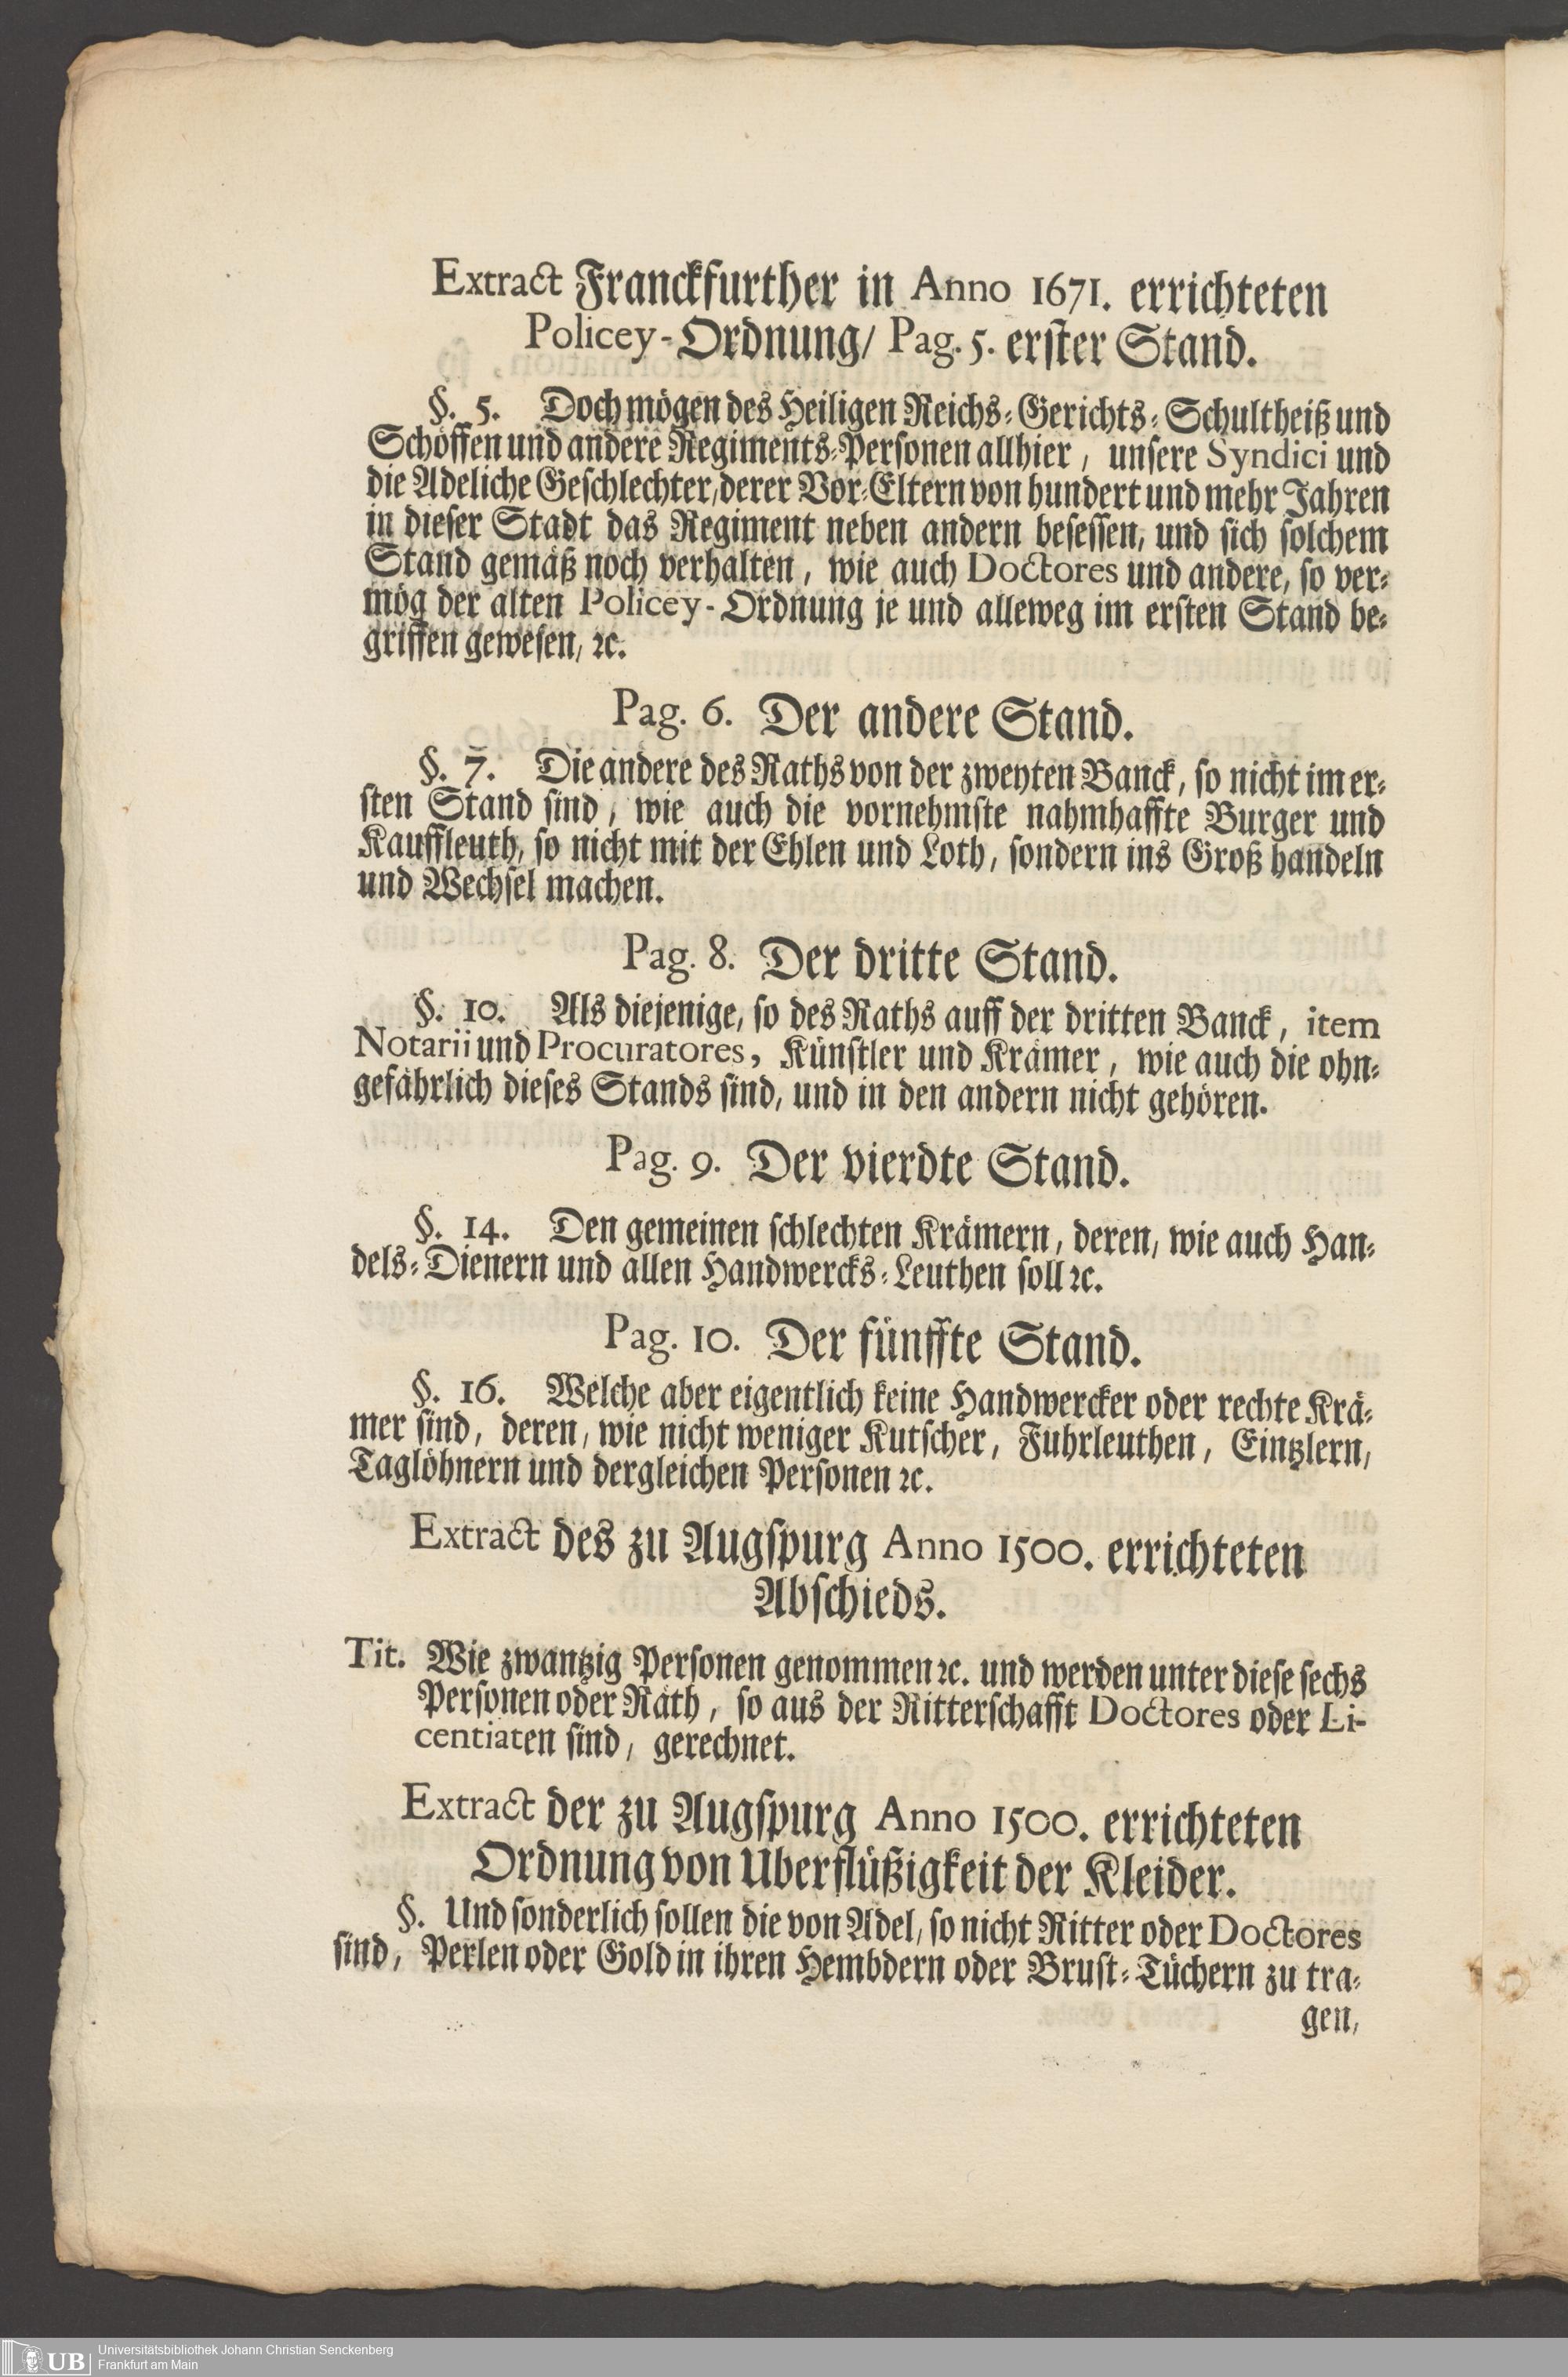 Extract Franckfurther in Anno 1671. errichteten
Policey-Ordnung/ Pag. 5. erster Stand.
§. 5. Doch mögen des Heiligen Reichs-Gerichts-Schultheiß und
Schöffen und andere Regiments-Personen allhier, unsere Syndici und
die Adeliche Geschlechter, derer Vor-Eltern von hundert und mehr Jahren
in dieser Stadt das Regiment neben andern besessen, und sich solchem
Stand gemäß noch verhalten, wie auch Doctores und andere, so ver-
mög der alten Policey-Ordnung je und alleweg im ersten Stand be-
griffen gewesen, ꝛc.
Pag. 6. Der andere Stand.
§. 7. Die andere des Raths von der zweyten Banck, so nicht im er-
sten Stand sind, wie auch die vornehmste nahmhaffte Burger und
Kauffleuth, so nicht mit der Ehlen und Loth, sondern ins Groß handeln
und Wechsel machen.
Pag. 8. Der dritte Stand.
§. 10. Als diejenige, so des Raths auff der dritten Banck, item
Notarii und Procuratores, Künstler und Krämer, wie auch die ohn-
gefährlich dieses Stands sind, und in den andern nicht gehören.
Pag. 9. Der vierdte Stand.
§. 14. Den gemeinen schlechten Krämern, deren, wie auch Han-
dels-Dienern und allen Handwercks-Leuthen soll ꝛc.
Pag. 10. Der fünffte Stand.
§. 16. Welche aber eigentlich keine Handwercker oder rechte Krä-
mer sind, deren, wie nicht weniger Kutscher, Fuhrleuthen, Eintzlern,
Taglöhnern und dergleichen Personen ꝛc.
Extract des zu Augspurg Anno 1500. errichteten
Abschieds.
Tit. Wie zwantzig Personen genommen ꝛc. und werden unter diese sechs
Personen oder Räth, so aus der Ritterschafft Doctores oder Li-
centiaten sind, gerechnet.
Extract der zu Augspurg Anno 1500. errichteten
Ordnung von Uberflüßigkeit der Kleider.
§. Und sonderlich sollen die von Adel, so nicht Ritter oder Doctores
sind, Perlen oder Gold in ihren Hembdern oder Brust-Tüchern zu tra-
gen,
UB
Universitätsbibliothek Johann Christian Senckenberg
Frankfurt am Main